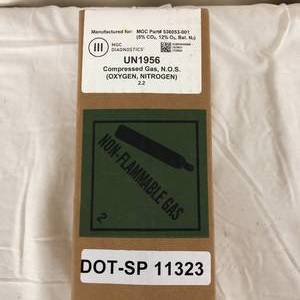 Manufactured for: MGC Part# 536053-001
(5% CO₂, 12% O₂, Bal. N₂)
MGC
DIAGNOSTICS
UN1956
Compressed Gas, N.O.S.
(OXYGEN, NITROGEN)
2.2
NON-FLAMMABLE GAS
2
DOT-SP 11323